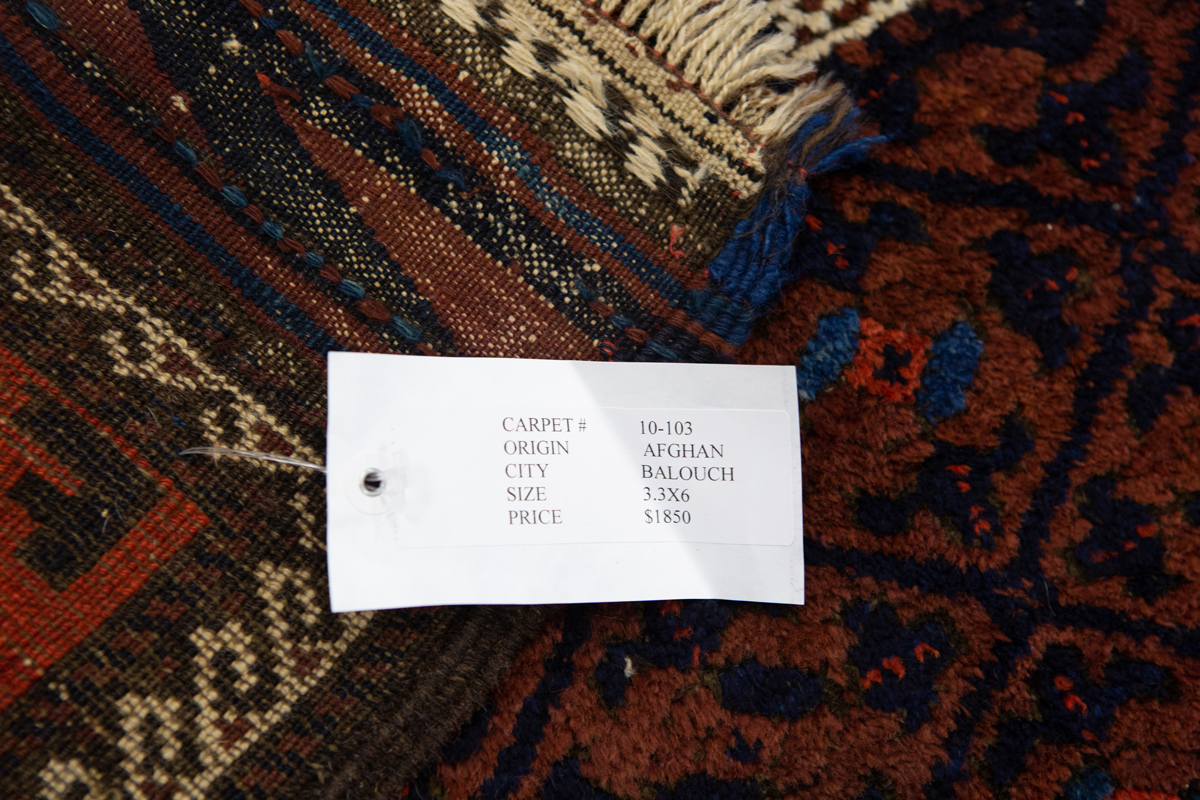 CARPET # 10-103
ORIGIN AFGHAN
CITY BALOUCH
SIZE 3.3X6
PRICE $1850